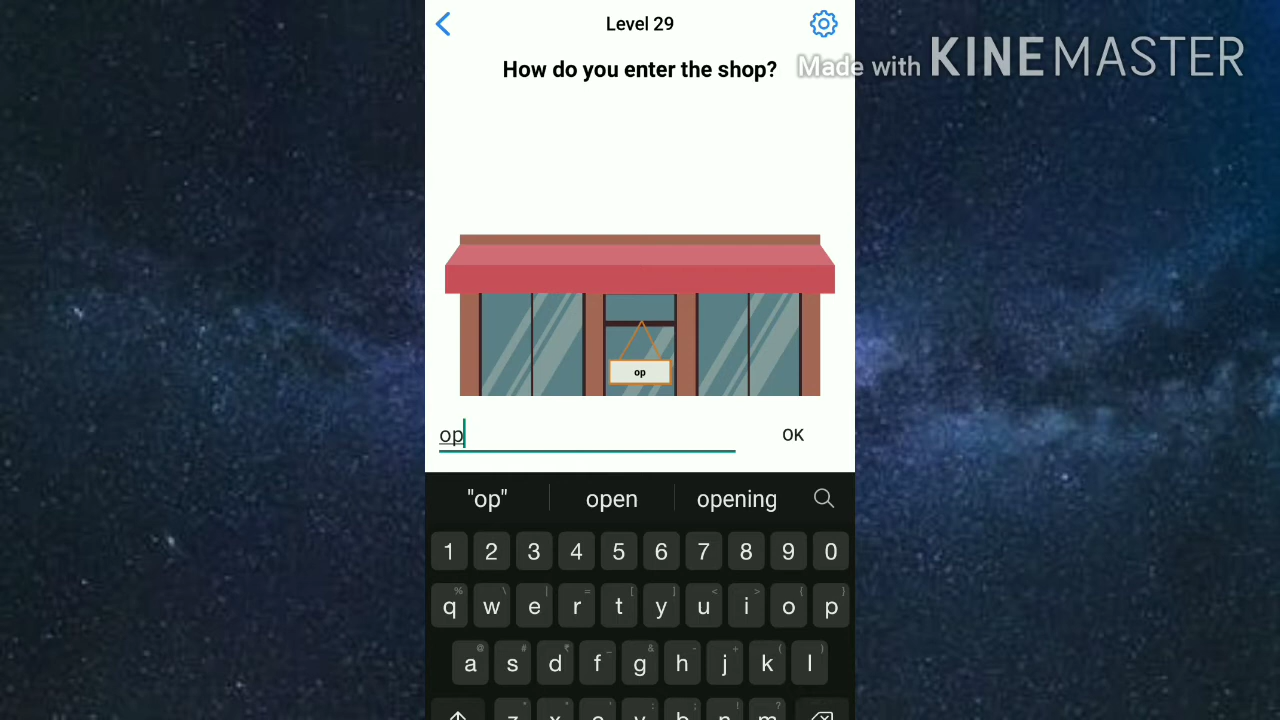 Level 29
How do you enter the shop?
Made with KINEMASTER
op
op
OK
"op" open opening
1 2 3 4 5 6 7 8 9 0
q w e r t y u i o p
a s d f g h j k l
z x c v b n m